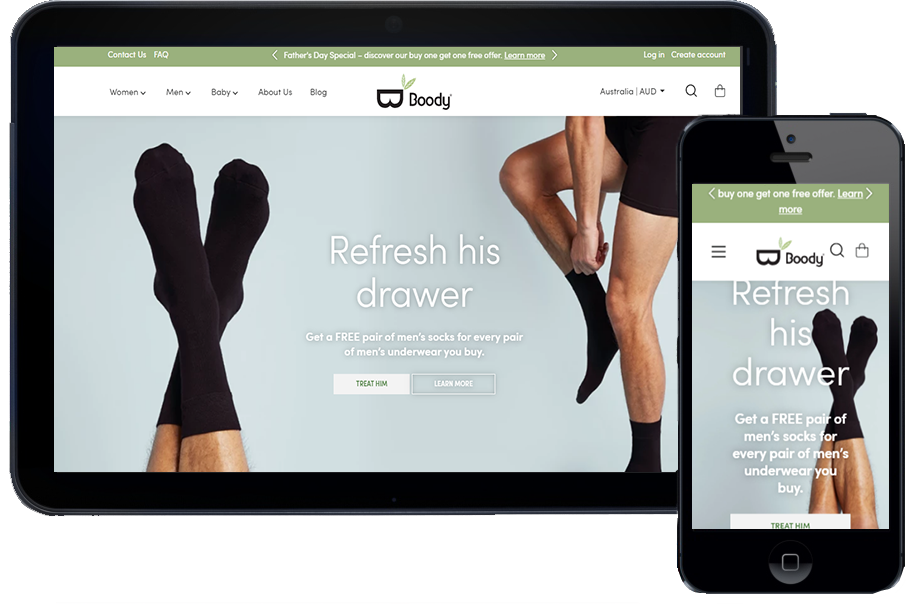 Contact Us FAQ
Father's Day Special – discover our buy one get one free offer. Learn more
Log in Create account
Women Men Baby About Us Blog
Boody
Australia | AUD
Refresh his
drawer
Get a FREE pair of men's socks for every pair
of men's underwear you buy.
TREAT HIM
LEARN MORE
buy one get one free offer. Learn
more
Boody
Refresh
his
drawer
Get a FREE pair of
men's socks for
every pair of men's
underwear you
buy.
TREAT HIM